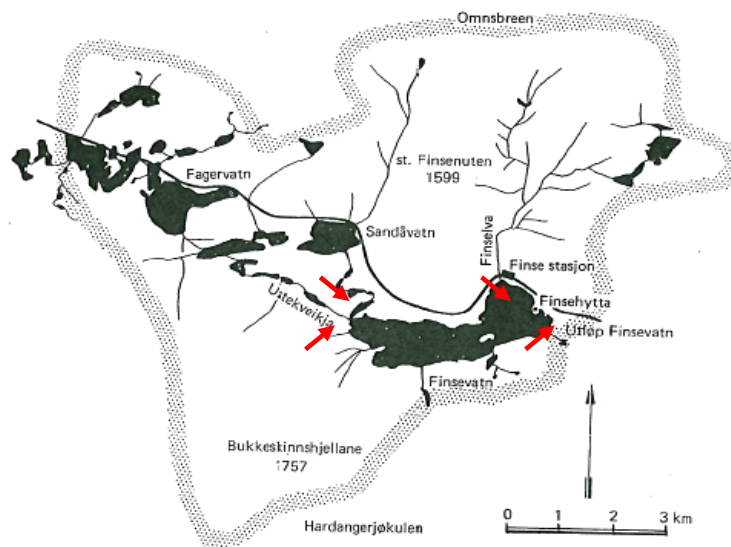 Omnsbreen
st. Finsenuten
1599
Fagervatn
Sandåvatn
Finselva
Finse stasjon
Finsehytta
Ustekveikja
Utløp Finsevatn
Finsevatn
Bukkeskinnshjellane
1757
Hardangerjøkulen
0 1 2 3 km